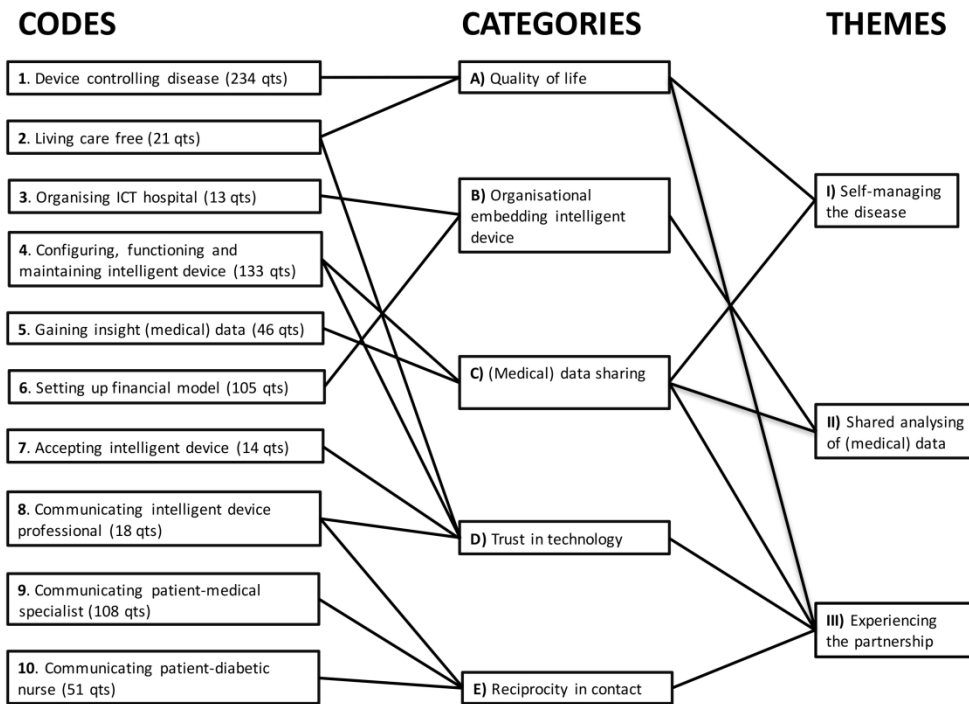 CODES
CATEGORIES
THEMES
1. Device controlling disease (234 qts)
2. Living care free (21 qts)
3. Organising ICT hospital (13 qts)
4. Configuring, functioning and
maintaining intelligent device (133 qts)
5. Gaining insight (medical) data (46 qts)
6. Setting up financial model (105 qts)
7. Accepting intelligent device (14 qts)
8. Communicating intelligent device
professional (18 qts)
9. Communicating patient-medical
specialist (108 qts)
10. Communicating patient-diabetic
nurse (51 qts)
A) Quality of life
B) Organisational
embedding intelligent
device
C) (Medical) data sharing
D) Trust in technology
E) Reciprocity in contact
I) Self-managing
the disease
II) Shared analysing
of (medical) data
III) Experiencing
the partnership